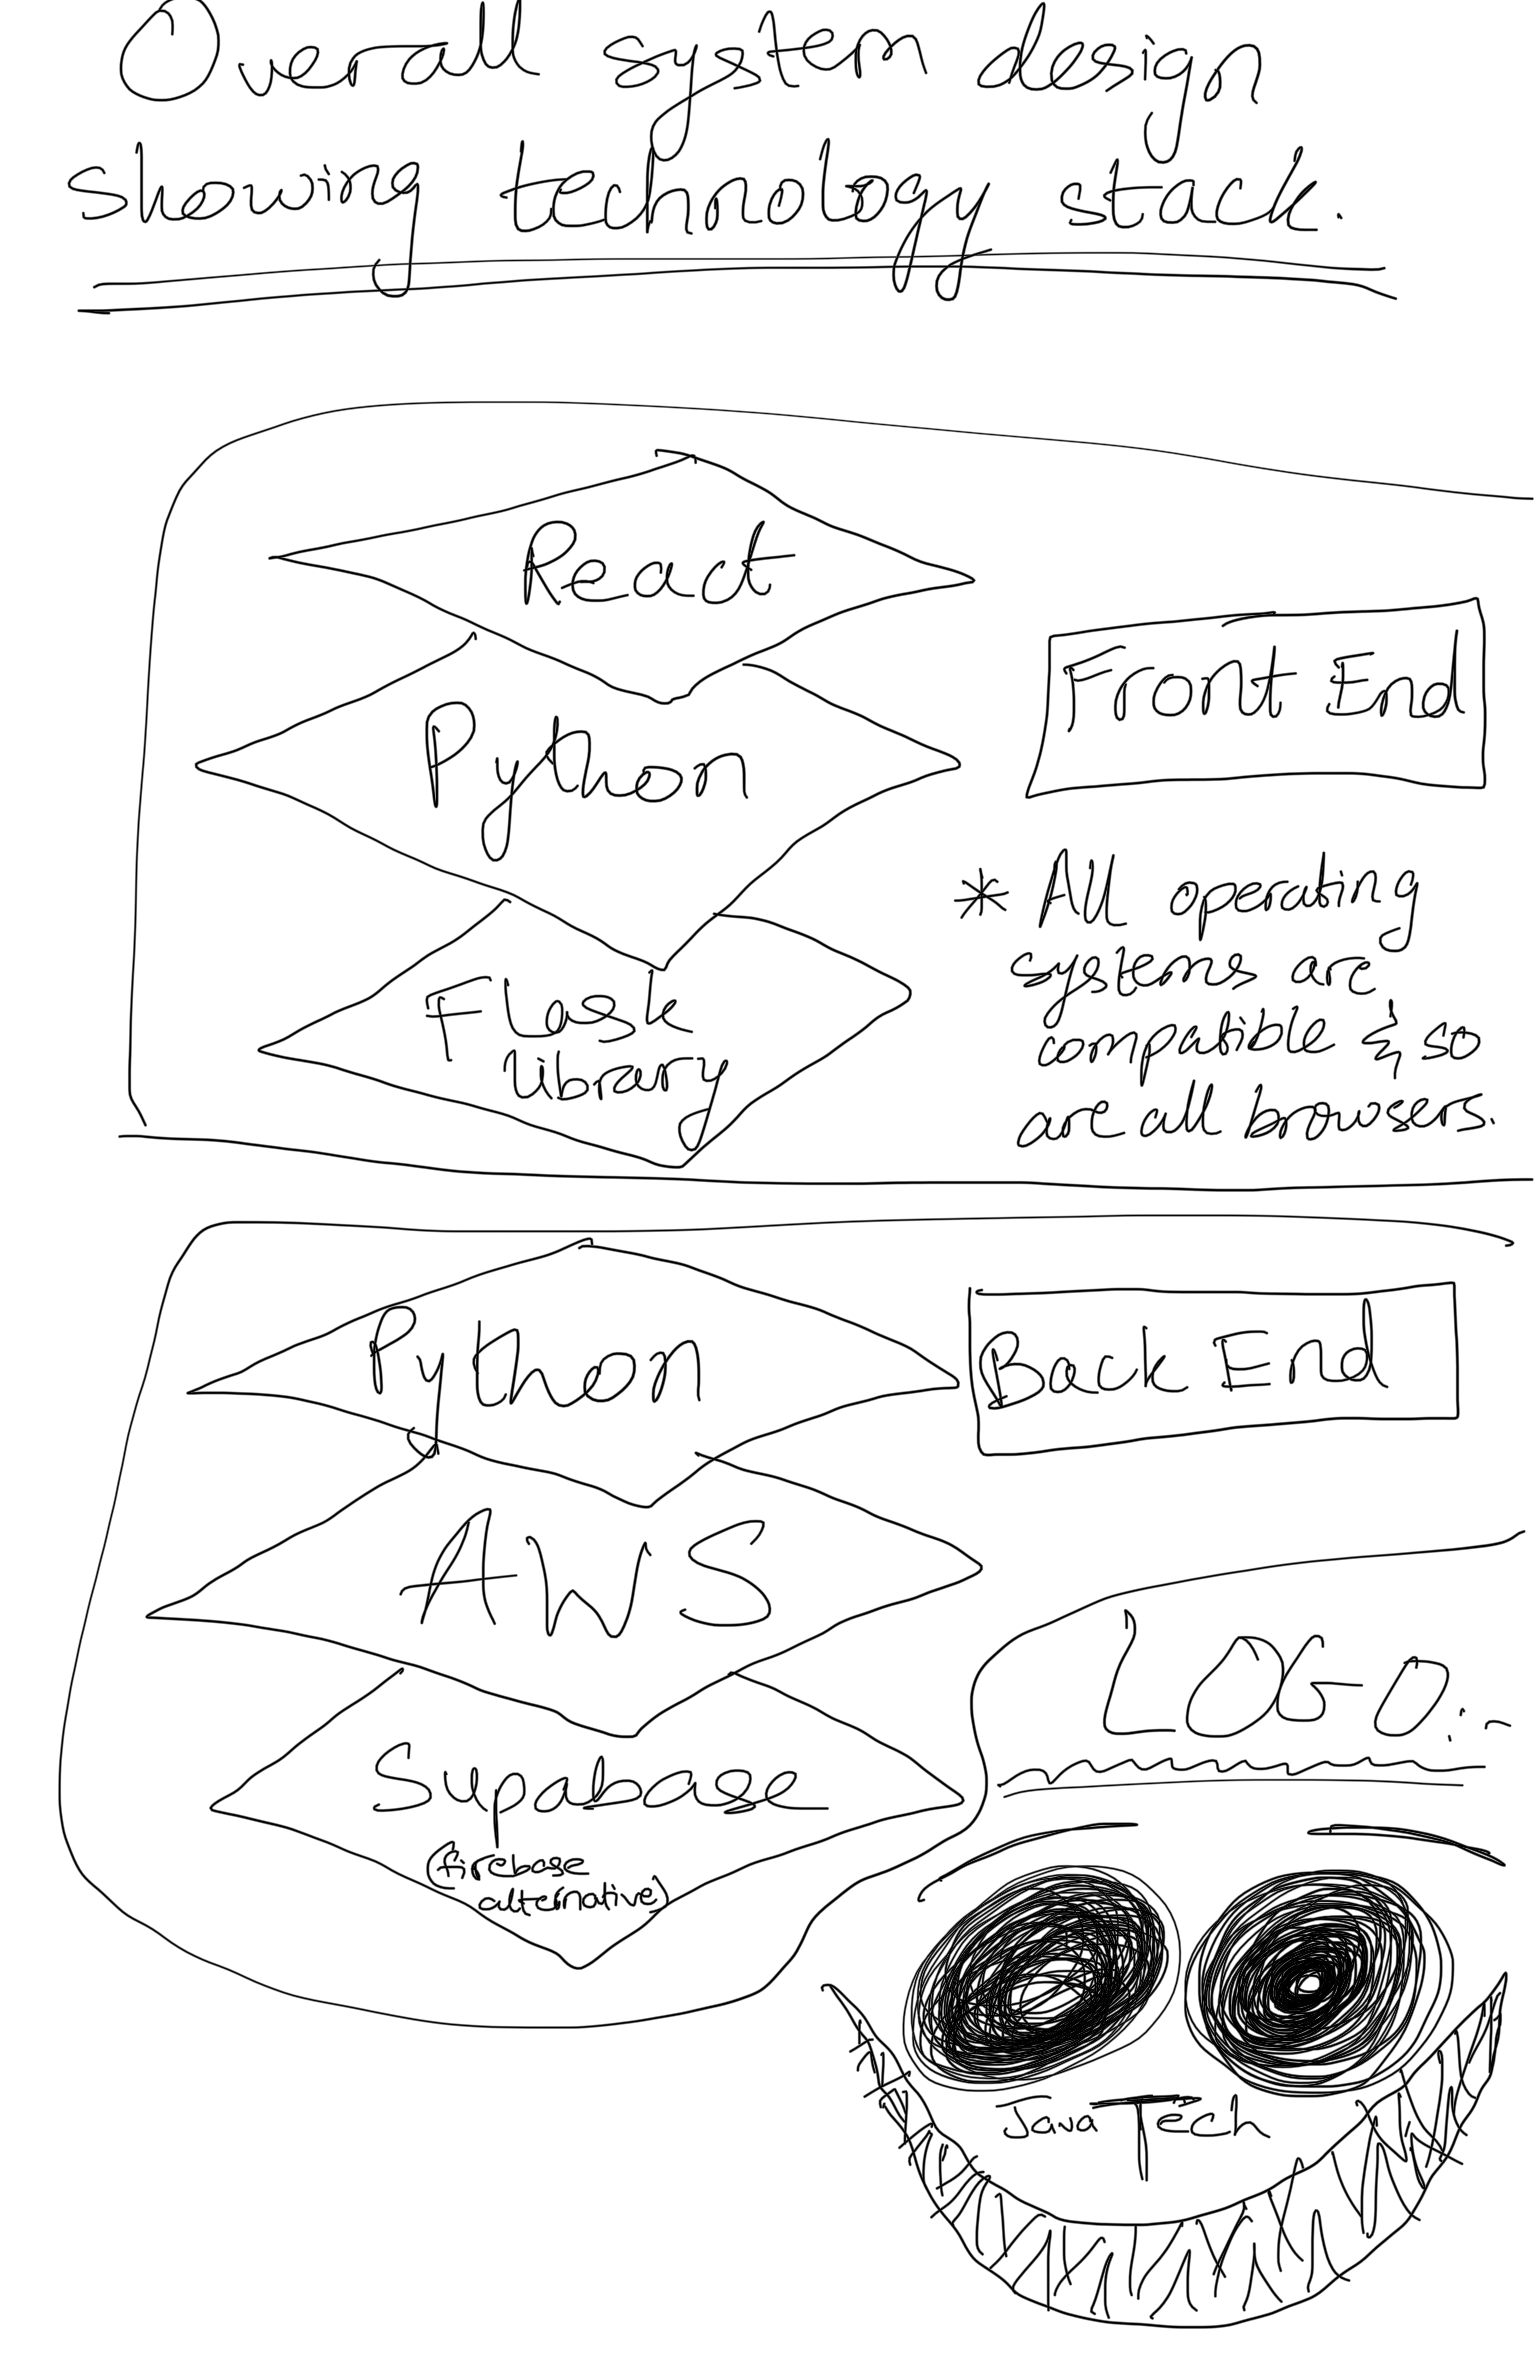 Overall system design
showing technology stack.
React
Python
Flask
library
Front End
* All operating
systems are
compatible & so
are all browsers.
Python
AWS
Supabase
(firebase
alternative)
Back End
LOGO:-
Java Tech